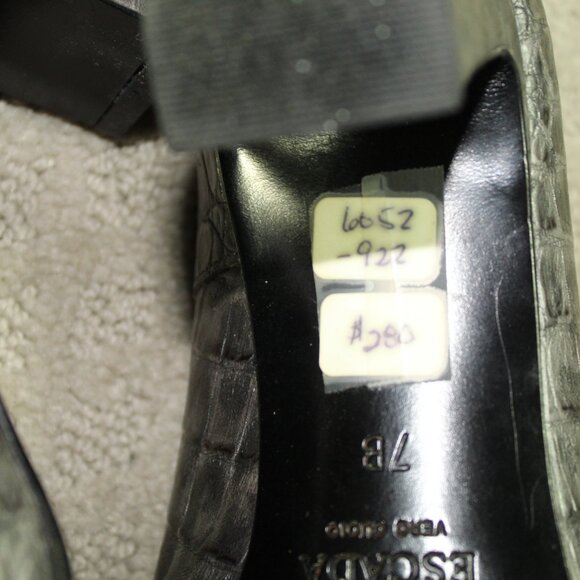 6052
-922
$280
7B
VERO CUOIO
ESCADA